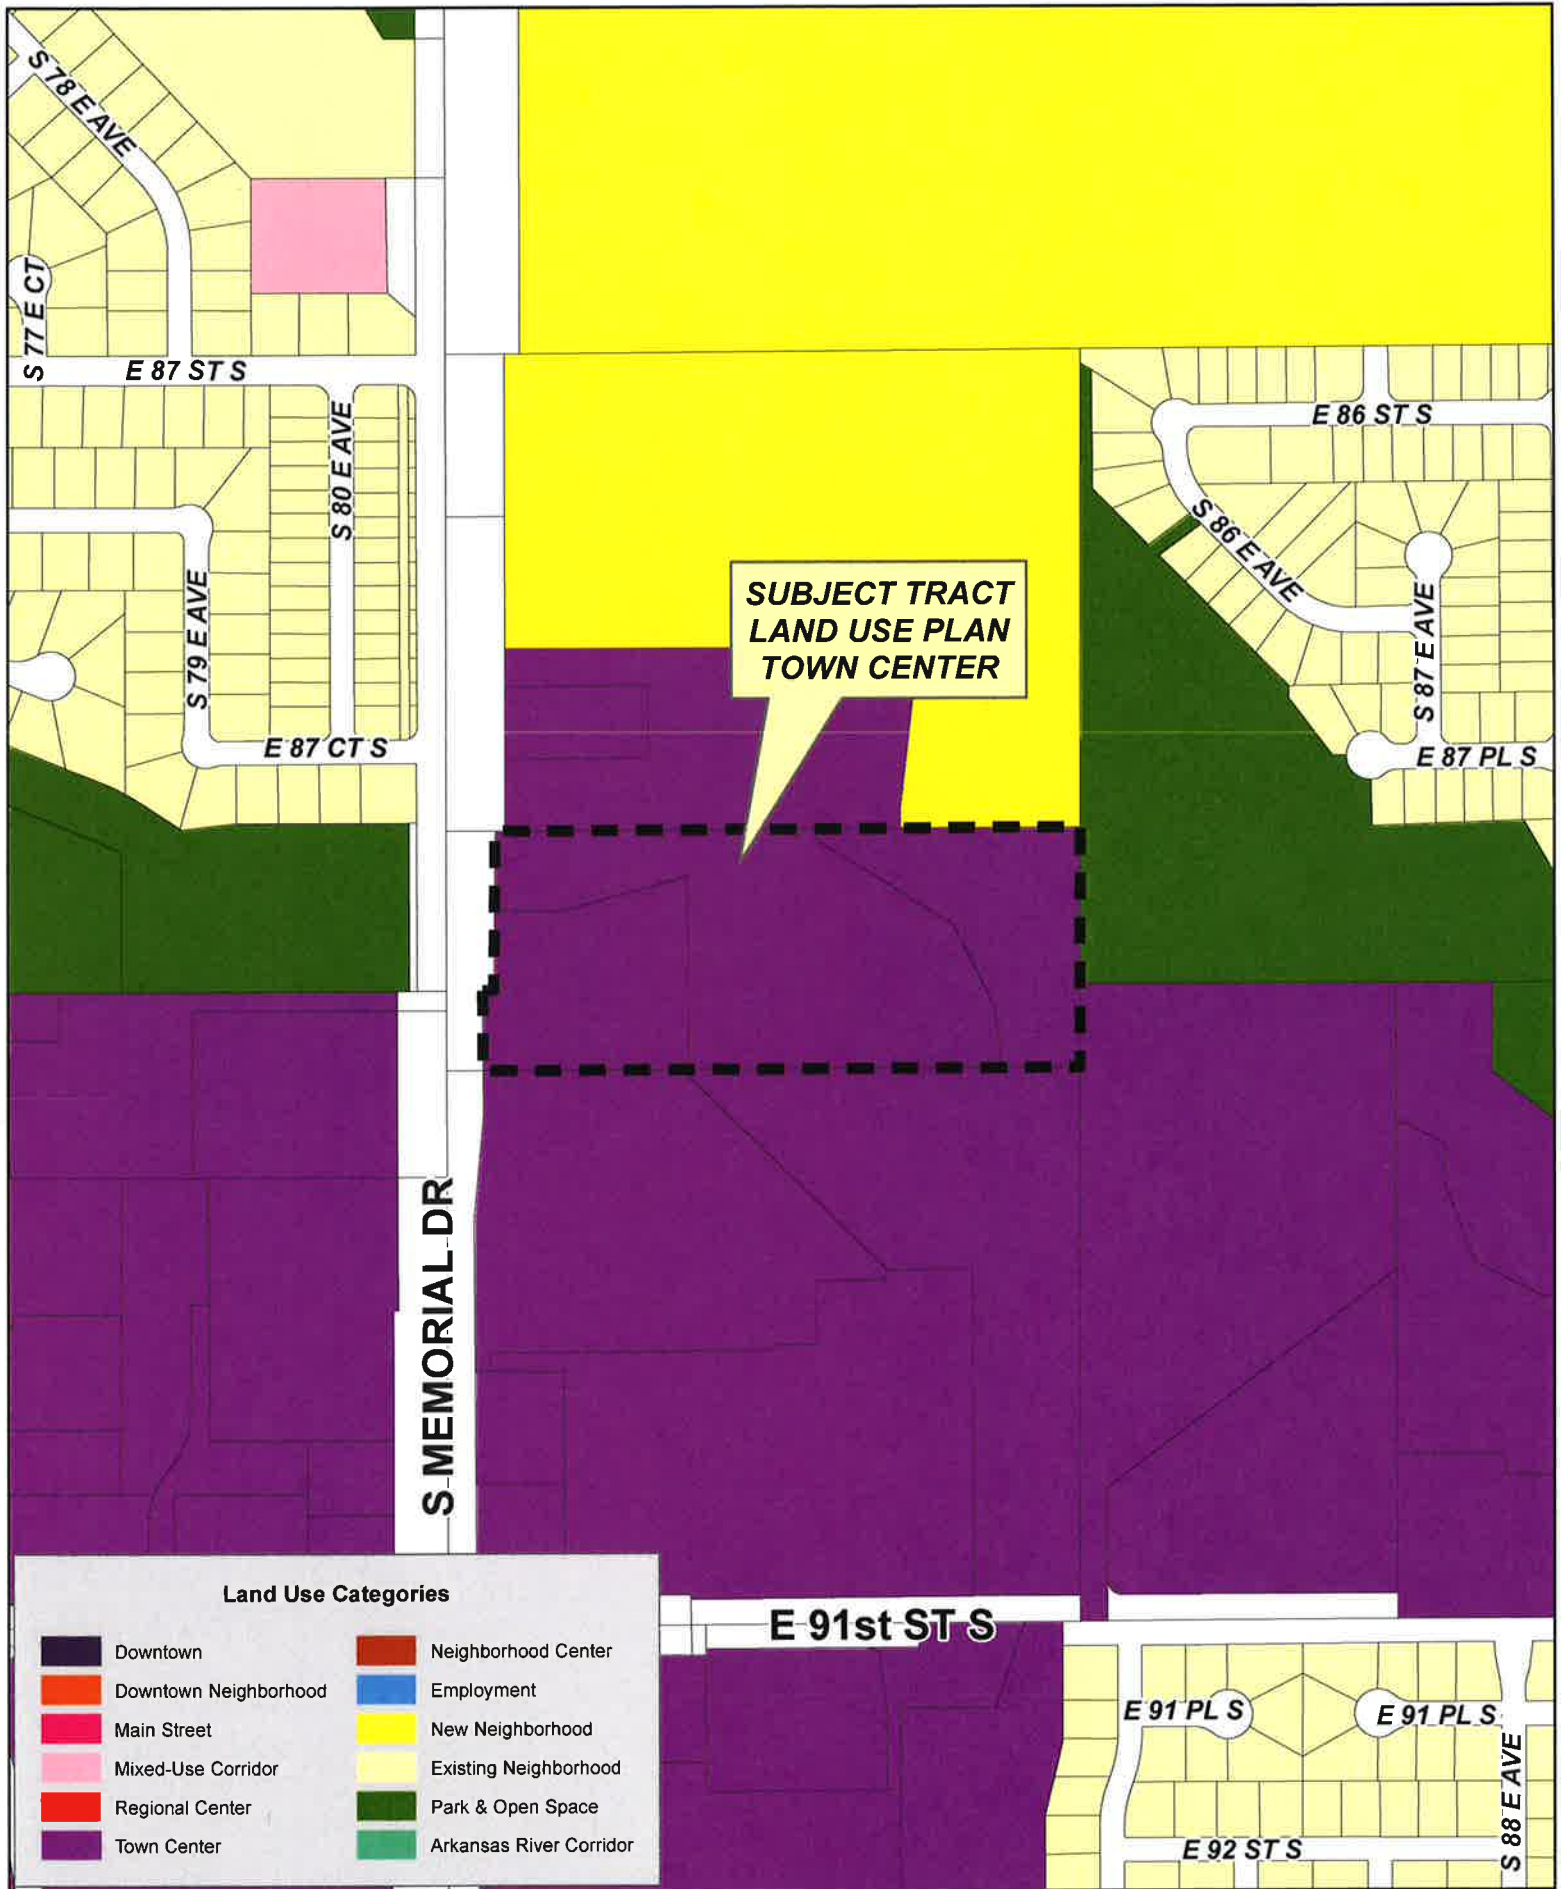 S 78 E AVE
S 77 E CT
E 87 ST S
S 80 E AVE
S 79 E AVE
E 87 CT S
E 86 ST S
S 86 E AVE
S 87 E AVE
E 87 PL S
SUBJECT TRACT
LAND USE PLAN
TOWN CENTER
S MEMORIAL DR
E 91st ST S
E 91 PL S
E 91 PL S
S 88 E AVE
E 92 ST S
Land Use Categories
Downtown
Downtown Neighborhood
Main Street
Mixed-Use Corridor
Regional Center
Town Center
Neighborhood Center
Employment
New Neighborhood
Existing Neighborhood
Park & Open Space
Arkansas River Corridor